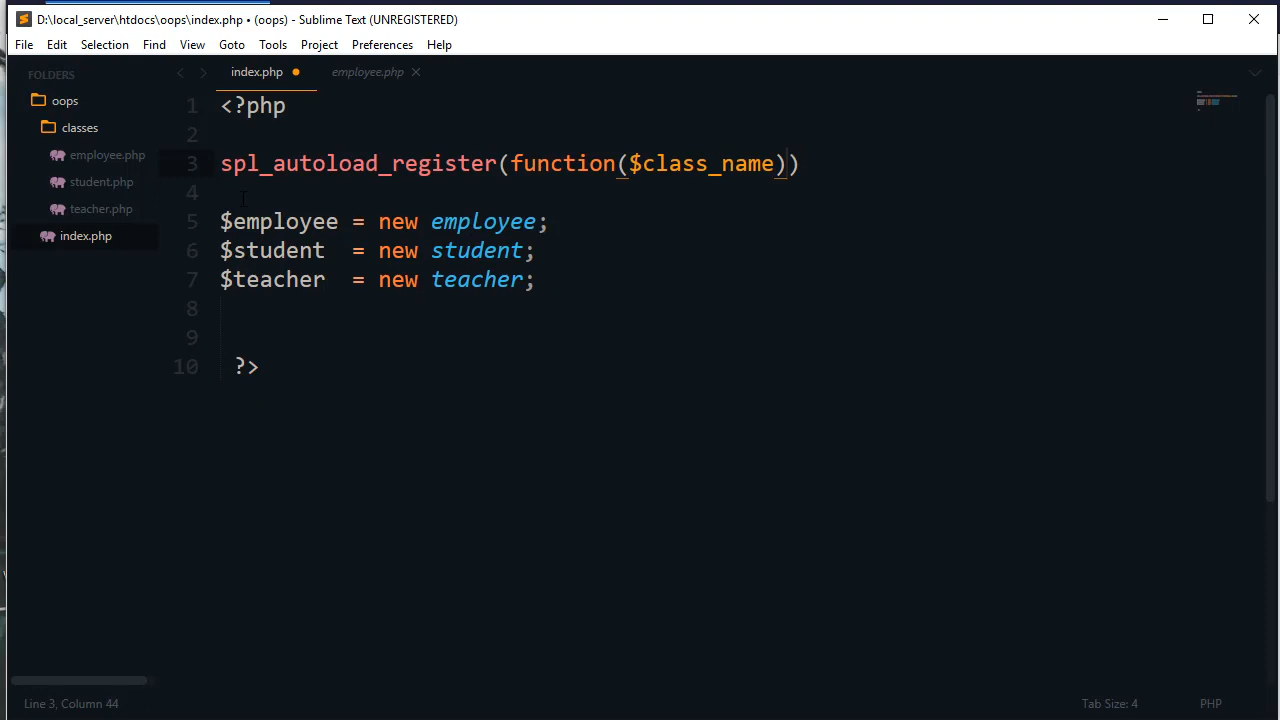 D:\local_server\htdocs\oops\index.php • (oops) - Sublime Text (UNREGISTERED)
File Edit Selection Find View Goto Tools Project Preferences Help
FOLDERS
oops
classes
employee.php
student.php
teacher.php
index.php
index.php employee.php
1 <?php
2
3 spl_autoload_register(function($class_name))
4
5 $employee = new employee;
6 $student  = new student;
7 $teacher  = new teacher;
8
9
10 ?>
Line 3, Column 44 Tab Size: 4 PHP